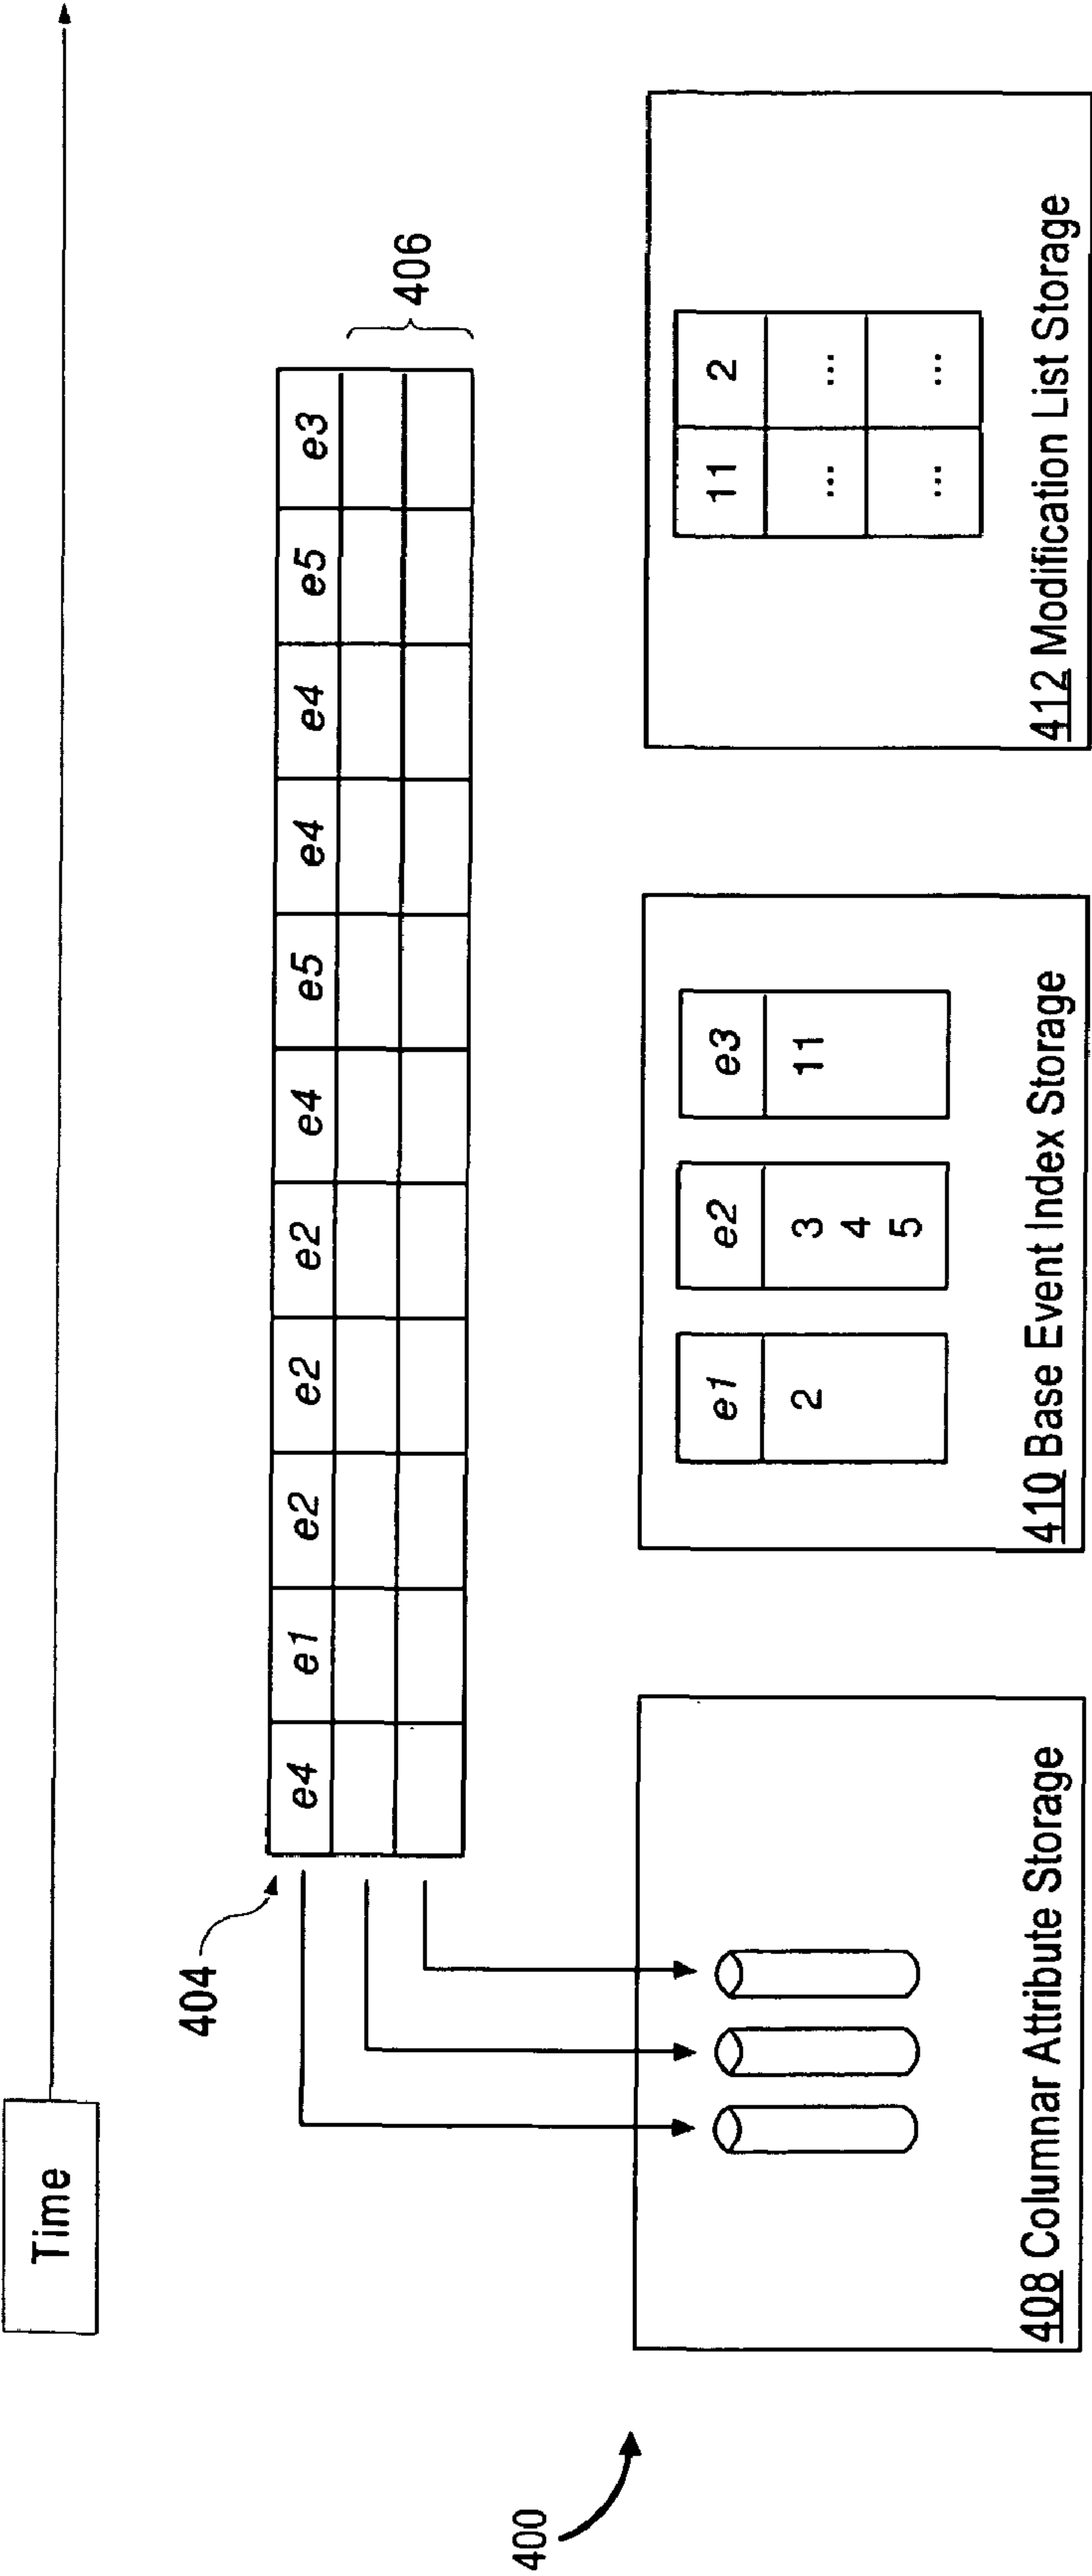 Time
404
e4 e1 e2 e2 e2 e4 e5 e4 e4 e5 e3
406
400
408 Columnar Attribute Storage
e1 e2 e3
2 3 11
4
5
410 Base Event Index Storage
11 2
... ...
... ...
412 Modification List Storage